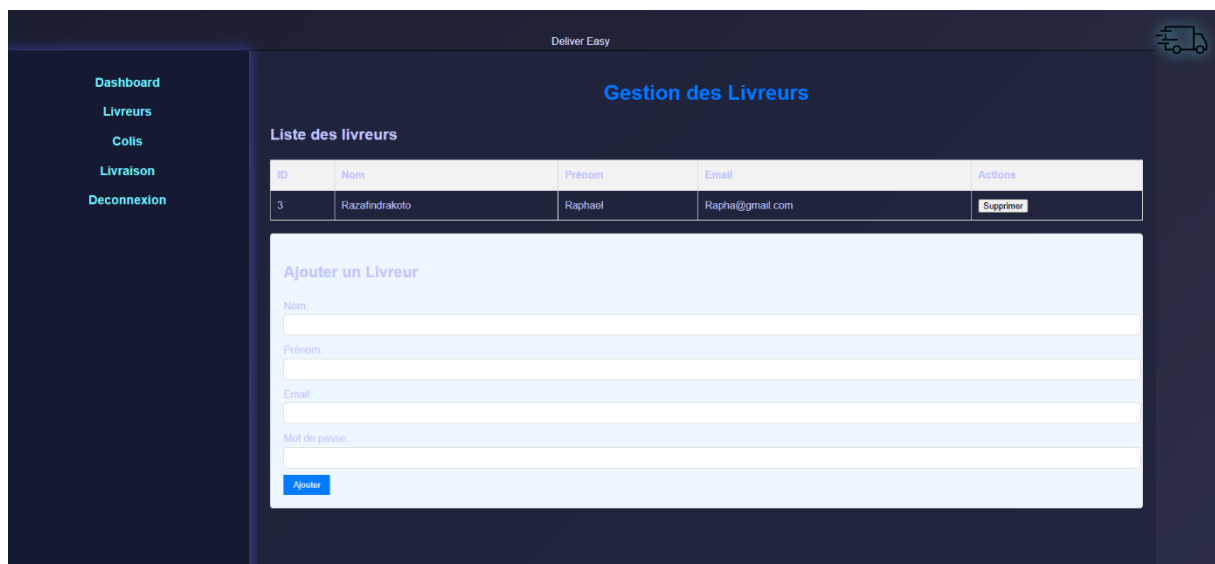 Deliver Easy
Dashboard
Livreurs
Colis
Livraison
Deconnexion
Gestion des Livreurs
Liste des livreurs
ID Nom Prénom Email Actions
3 Razafindrakoto Raphael Rapha@gmail.com Supprimer
Ajouter un Livreur
Nom:
Prénom:
Email:
Mot de passe:
Ajouter